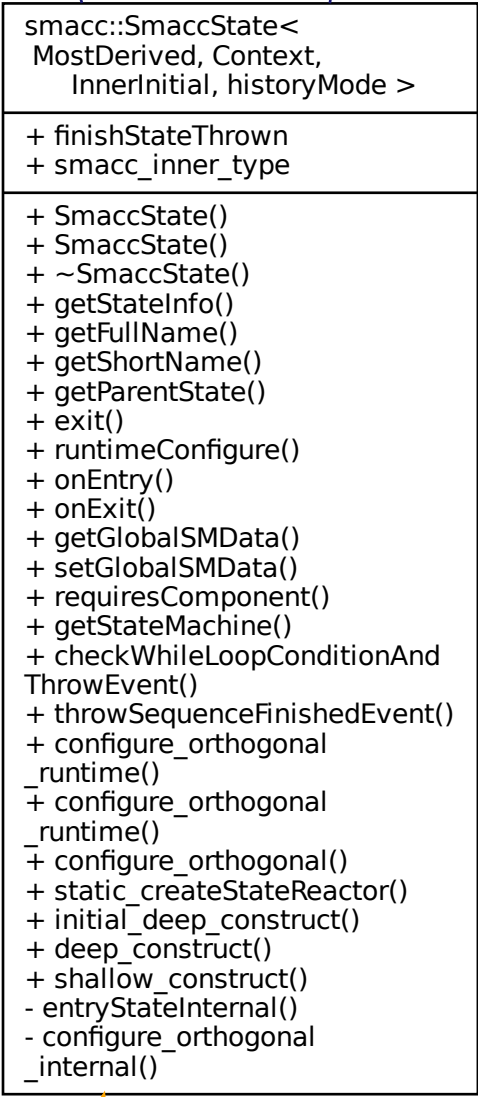 smacc::SmaccState<
MostDerived, Context,
InnerInitial, historyMode >
+ finishStateThrown
+ smacc_inner_type
+ SmaccState()
+ SmaccState()
+ ~SmaccState()
+ getStateInfo()
+ getFullName()
+ getShortName()
+ getParentState()
+ exit()
+ runtimeConfigure()
+ onEntry()
+ onExit()
+ getGlobalSMData()
+ setGlobalSMData()
+ requiresComponent()
+ getStateMachine()
+ checkWhileLoopConditionAnd
ThrowEvent()
+ throwSequenceFinishedEvent()
+ configure_orthogonal
_runtime()
+ configure_orthogonal
_runtime()
+ configure_orthogonal()
+ static_createStateReactor()
+ initial_deep_construct()
+ deep_construct()
+ shallow_construct()
- entryStateInternal()
- configure_orthogonal
_internal()